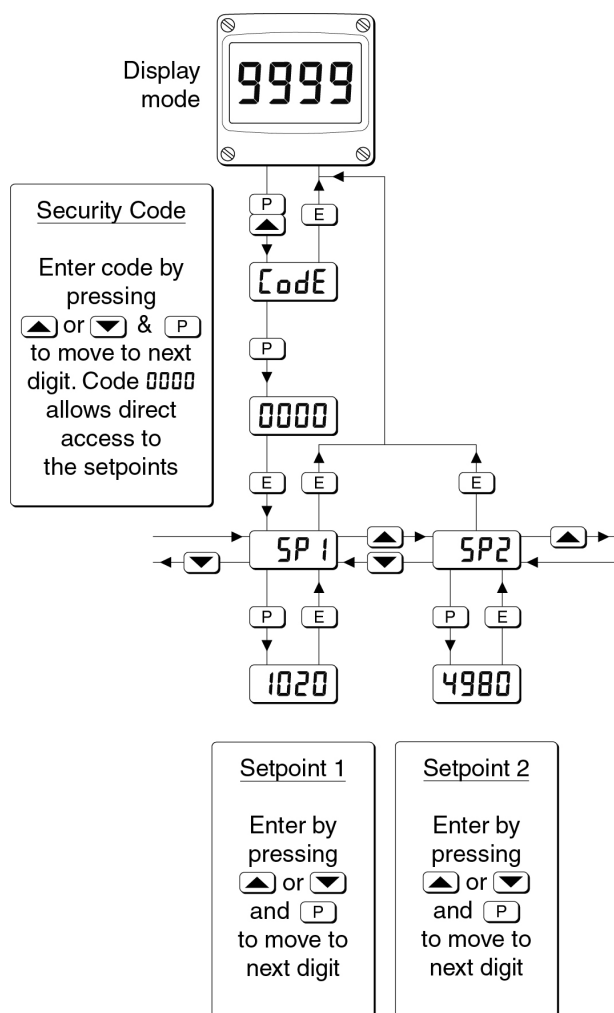 Display
mode
9999
Security Code
Enter code by
pressing
▲ or ▼ & P
to move to next
digit. Code 0000
allows direct
access to
the setpoints
P
▲
E
CodE
P
0000
E
E
E
SP1
▲
▼
SP2
▲
▼
P
E
P
E
1020
4980
Setpoint 1
Enter by
pressing
▲ or ▼
and P
to move to
next digit
Setpoint 2
Enter by
pressing
▲ or ▼
and P
to move to
next digit